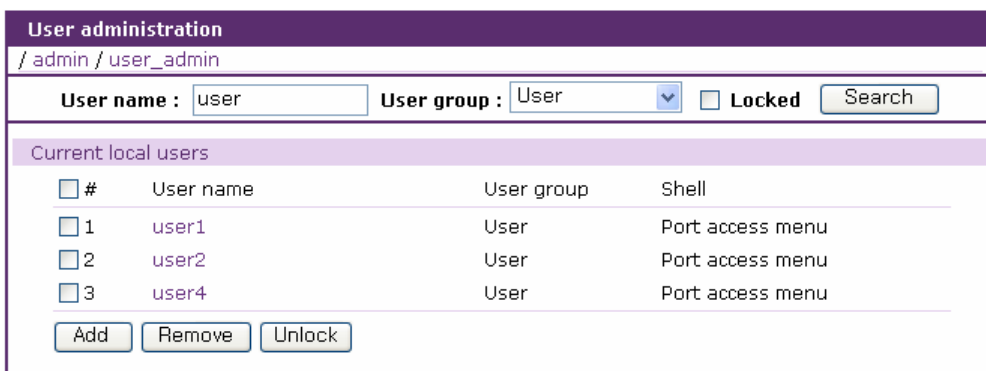 User administration
/ admin / user_admin
User name : user User group : User Locked Search
Current local users
# User name User group Shell
1 user1 User Port access menu
2 user2 User Port access menu
3 user4 User Port access menu
Add Remove Unlock